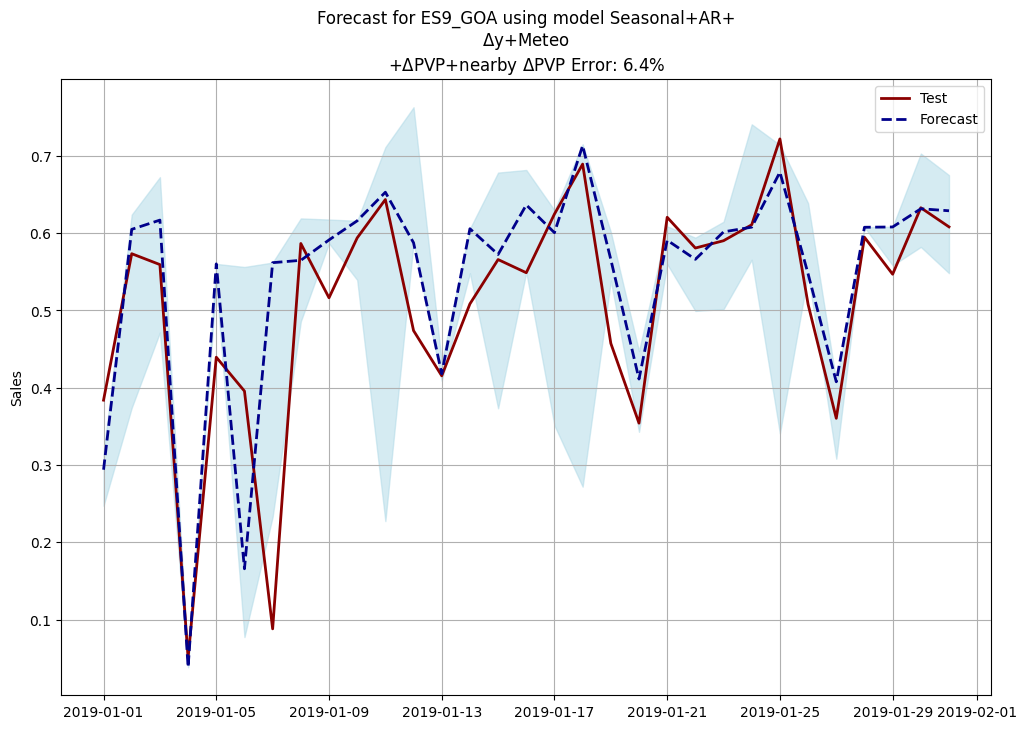 Forecast for ES9_GOA using model Seasonal+AR+
Δy+Meteo
+ΔPVP+nearby ΔPVP Error: 6.4%
Test
Forecast
Sales
0.7
0.6
0.5
0.4
0.3
0.2
0.1
2019-01-01 2019-01-05 2019-01-09 2019-01-13 2019-01-17 2019-01-21 2019-01-25 2019-01-29 2019-02-01